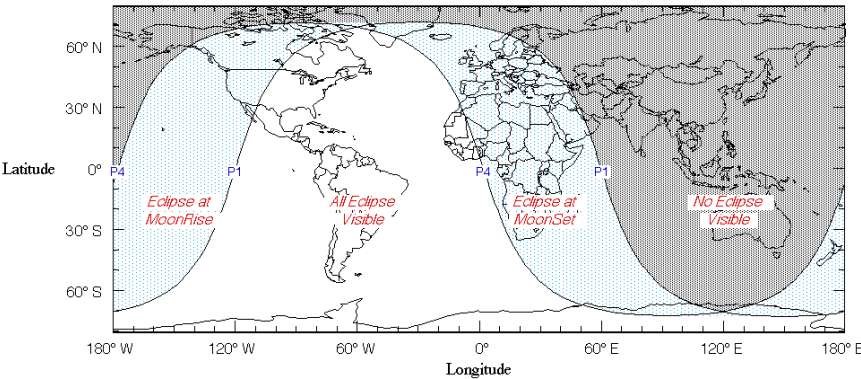 60° N
30° N
Latitude
0°
P4
P1
P4
P1
Eclipse at
MoonRise
All Eclipse
Visible
Eclipse at
MoonSet
No Eclipse
Visible
30° S
60° S
180° W
120° W
60° W
0°
60° E
120° E
180° E
Longitude